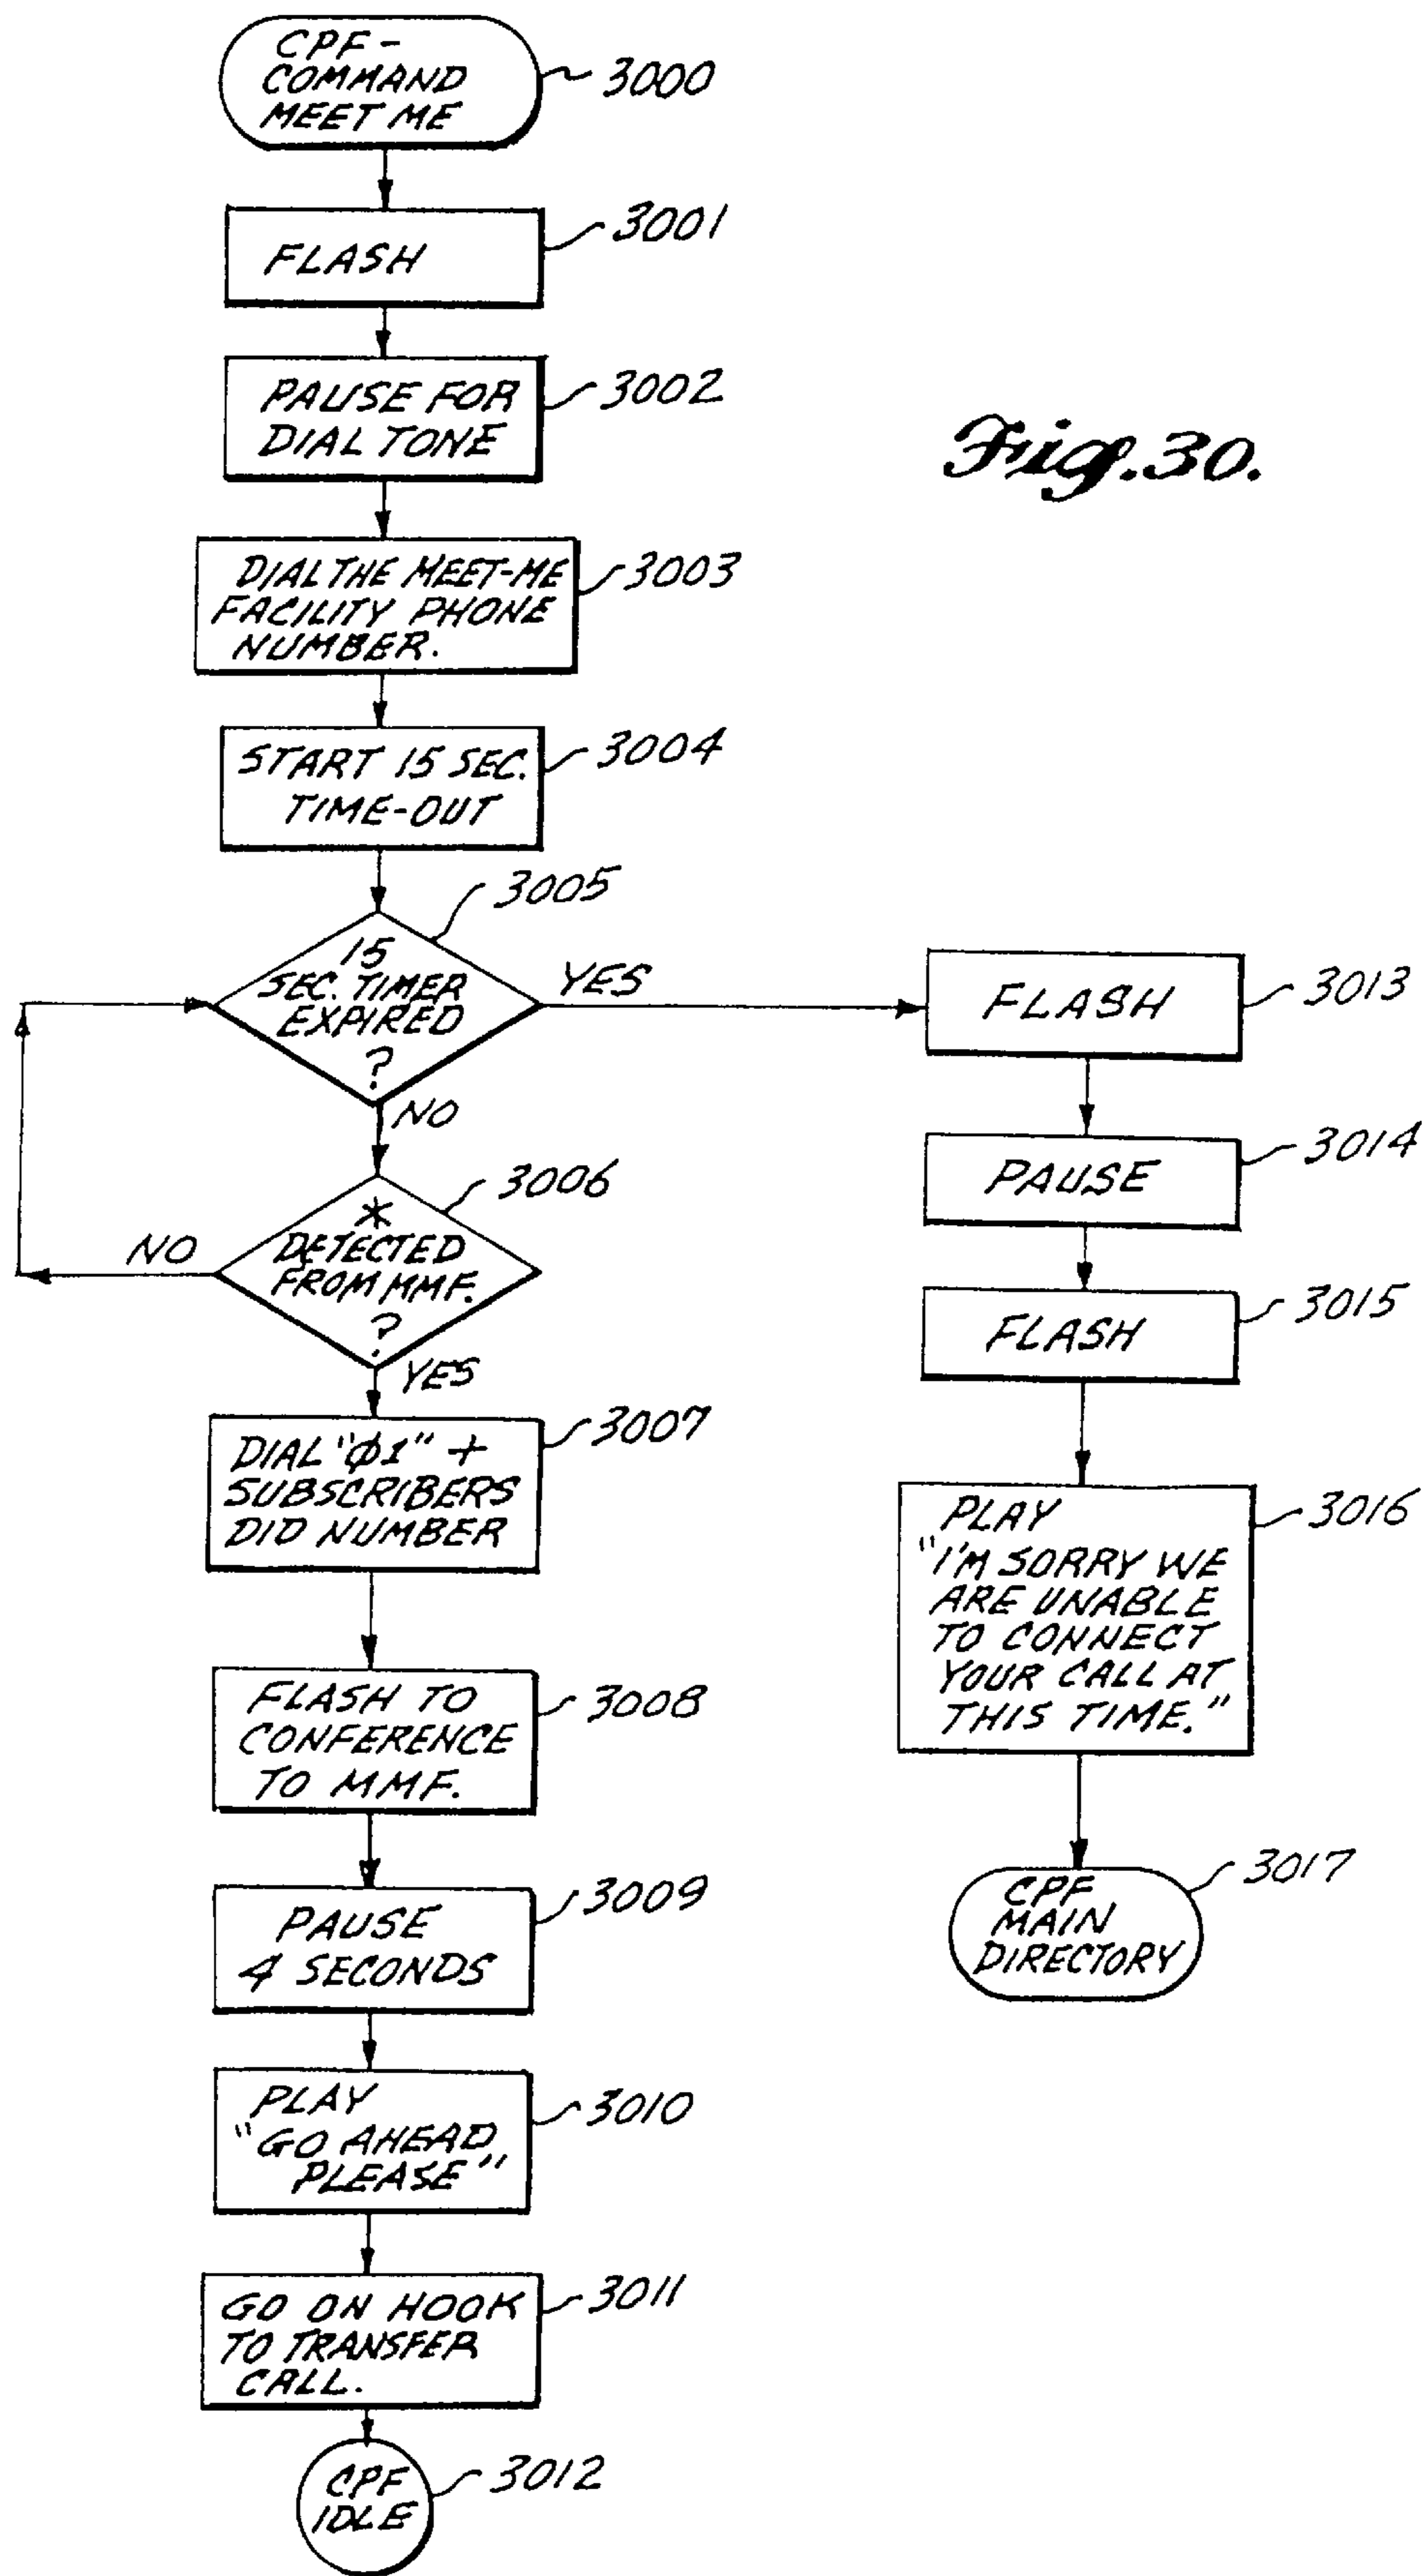 CPF-
COMMAND
MEET ME
3000
FLASH
3001
PAUSE FOR
DIAL TONE
3002
Fig. 30.
DIAL THE MEET-ME
FACILITY PHONE
NUMBER.
3003
START 15 SEC.
TIME-OUT
3004
15
SEC. TIMER
EXPIRED
?
3005
YES
NO
FLASH
3013
*
DETECTED
FROM MMF.
?
3006
NO
YES
PAUSE
3014
FLASH
3015
DIAL "φ1" +
SUBSCRIBERS
DID NUMBER
3007
PLAY
"I'M SORRY WE
ARE UNABLE
TO CONNECT
YOUR CALL AT
THIS TIME."
3016
FLASH TO
CONFERENCE
TO MMF.
3008
PAUSE
4 SECONDS
3009
CPF
MAIN
DIRECTORY
3017
PLAY
"GO AHEAD
PLEASE"
3010
GO ON HOOK
TO TRANSFER
CALL.
3011
CPF
IDLE
3012